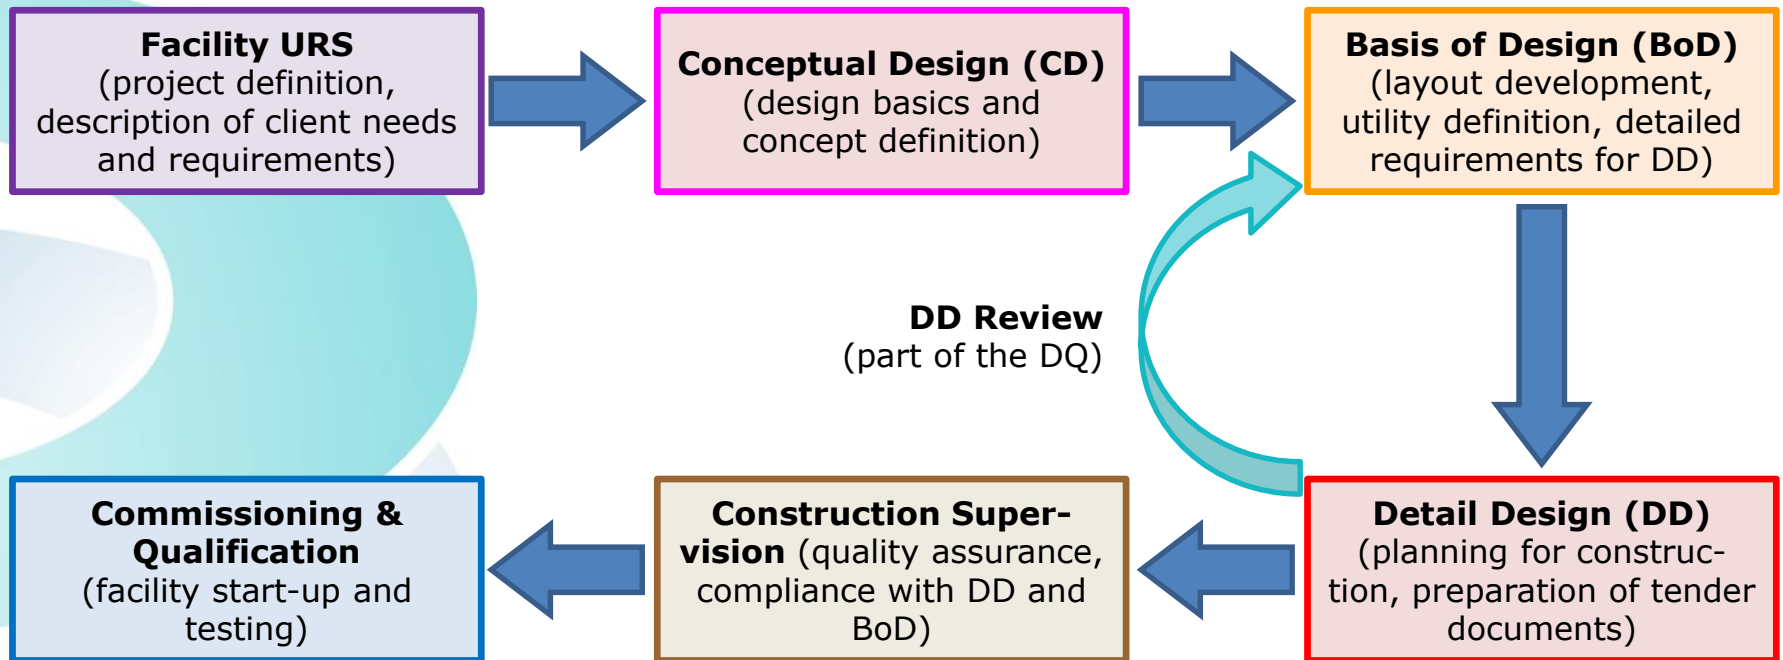 Facility URS
(project definition,
description of client needs
and requirements)
Conceptual Design (CD)
(design basics and
concept definition)
Basis of Design (BoD)
(layout development,
utility definition, detailed
requirements for DD)
DD Review
(part of the DQ)
Commissioning &
Qualification
(facility start-up and
testing)
Construction Super-
vision (quality assurance,
compliance with DD and
BoD)
Detail Design (DD)
(planning for construc-
tion, preparation of tender
documents)